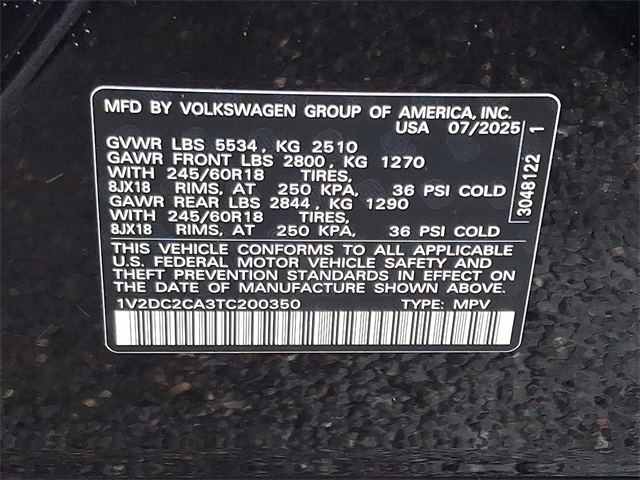 MFD BY VOLKSWAGEN GROUP OF AMERICA, INC.
USA 07/2025
GVWR LBS 5534, KG 2510
GAWR FRONT LBS 2800, KG 1270
WITH 245/60R18 TIRES,
8JX18 RIMS, AT 250 KPA, 36 PSI COLD
GAWR REAR LBS 2844, KG 1290
WITH 245/60R18 TIRES,
8JX18 RIMS, AT 250 KPA, 36 PSI COLD
THIS VEHICLE CONFORMS TO ALL APPLICABLE
U.S. FEDERAL MOTOR VEHICLE SAFETY AND
THEFT PREVENTION STANDARDS IN EFFECT ON
THE DATE OF MANUFACTURE SHOWN ABOVE.
1V2DC2CA3TC200350 TYPE: MPV
3048122 1